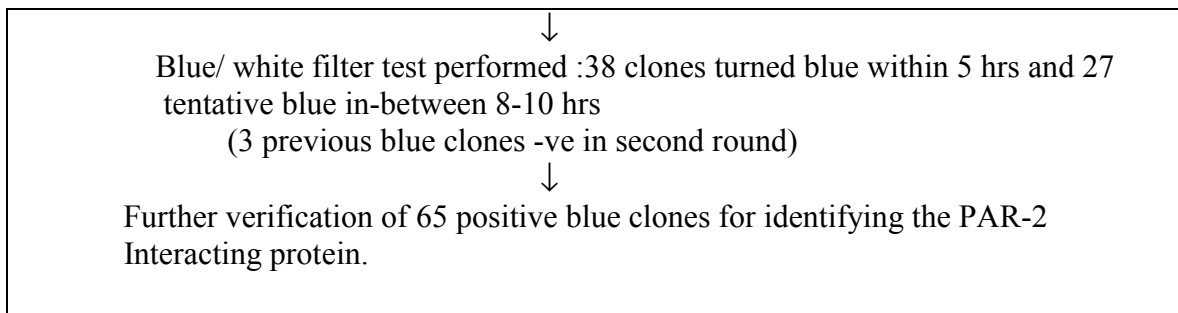 ↓
Blue/ white filter test performed :38 clones turned blue within 5 hrs and 27
tentative blue in-between 8-10 hrs
(3 previous blue clones -ve in second round)
↓
Further verification of 65 positive blue clones for identifying the PAR-2
Interacting protein.